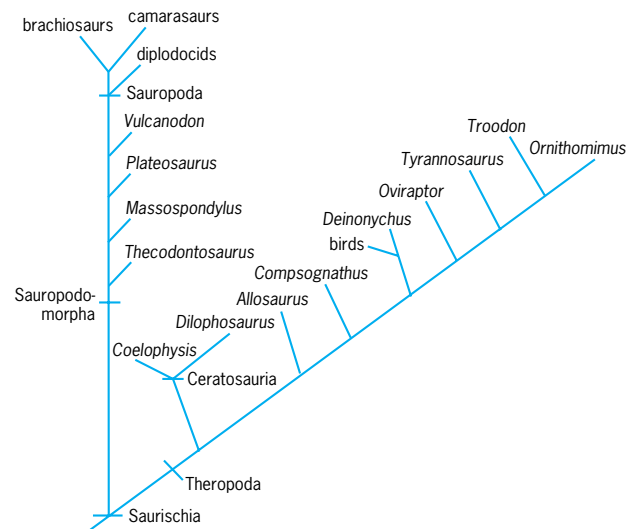 camarasaurs
brachiosaurs
diplodocids
Sauropoda
Vulcanodon
Troodon
Ornithomimus
Plateosaurus
Tyrannosaurus
Oviraptor
Massospondylus
Deinonychus
birds
Thecodontosaurus
Compsognathus
Sauropodo-
morpha
Allosaurus
Dilophosaurus
Coelophysis
Ceratosauria
Theropoda
Saurischia